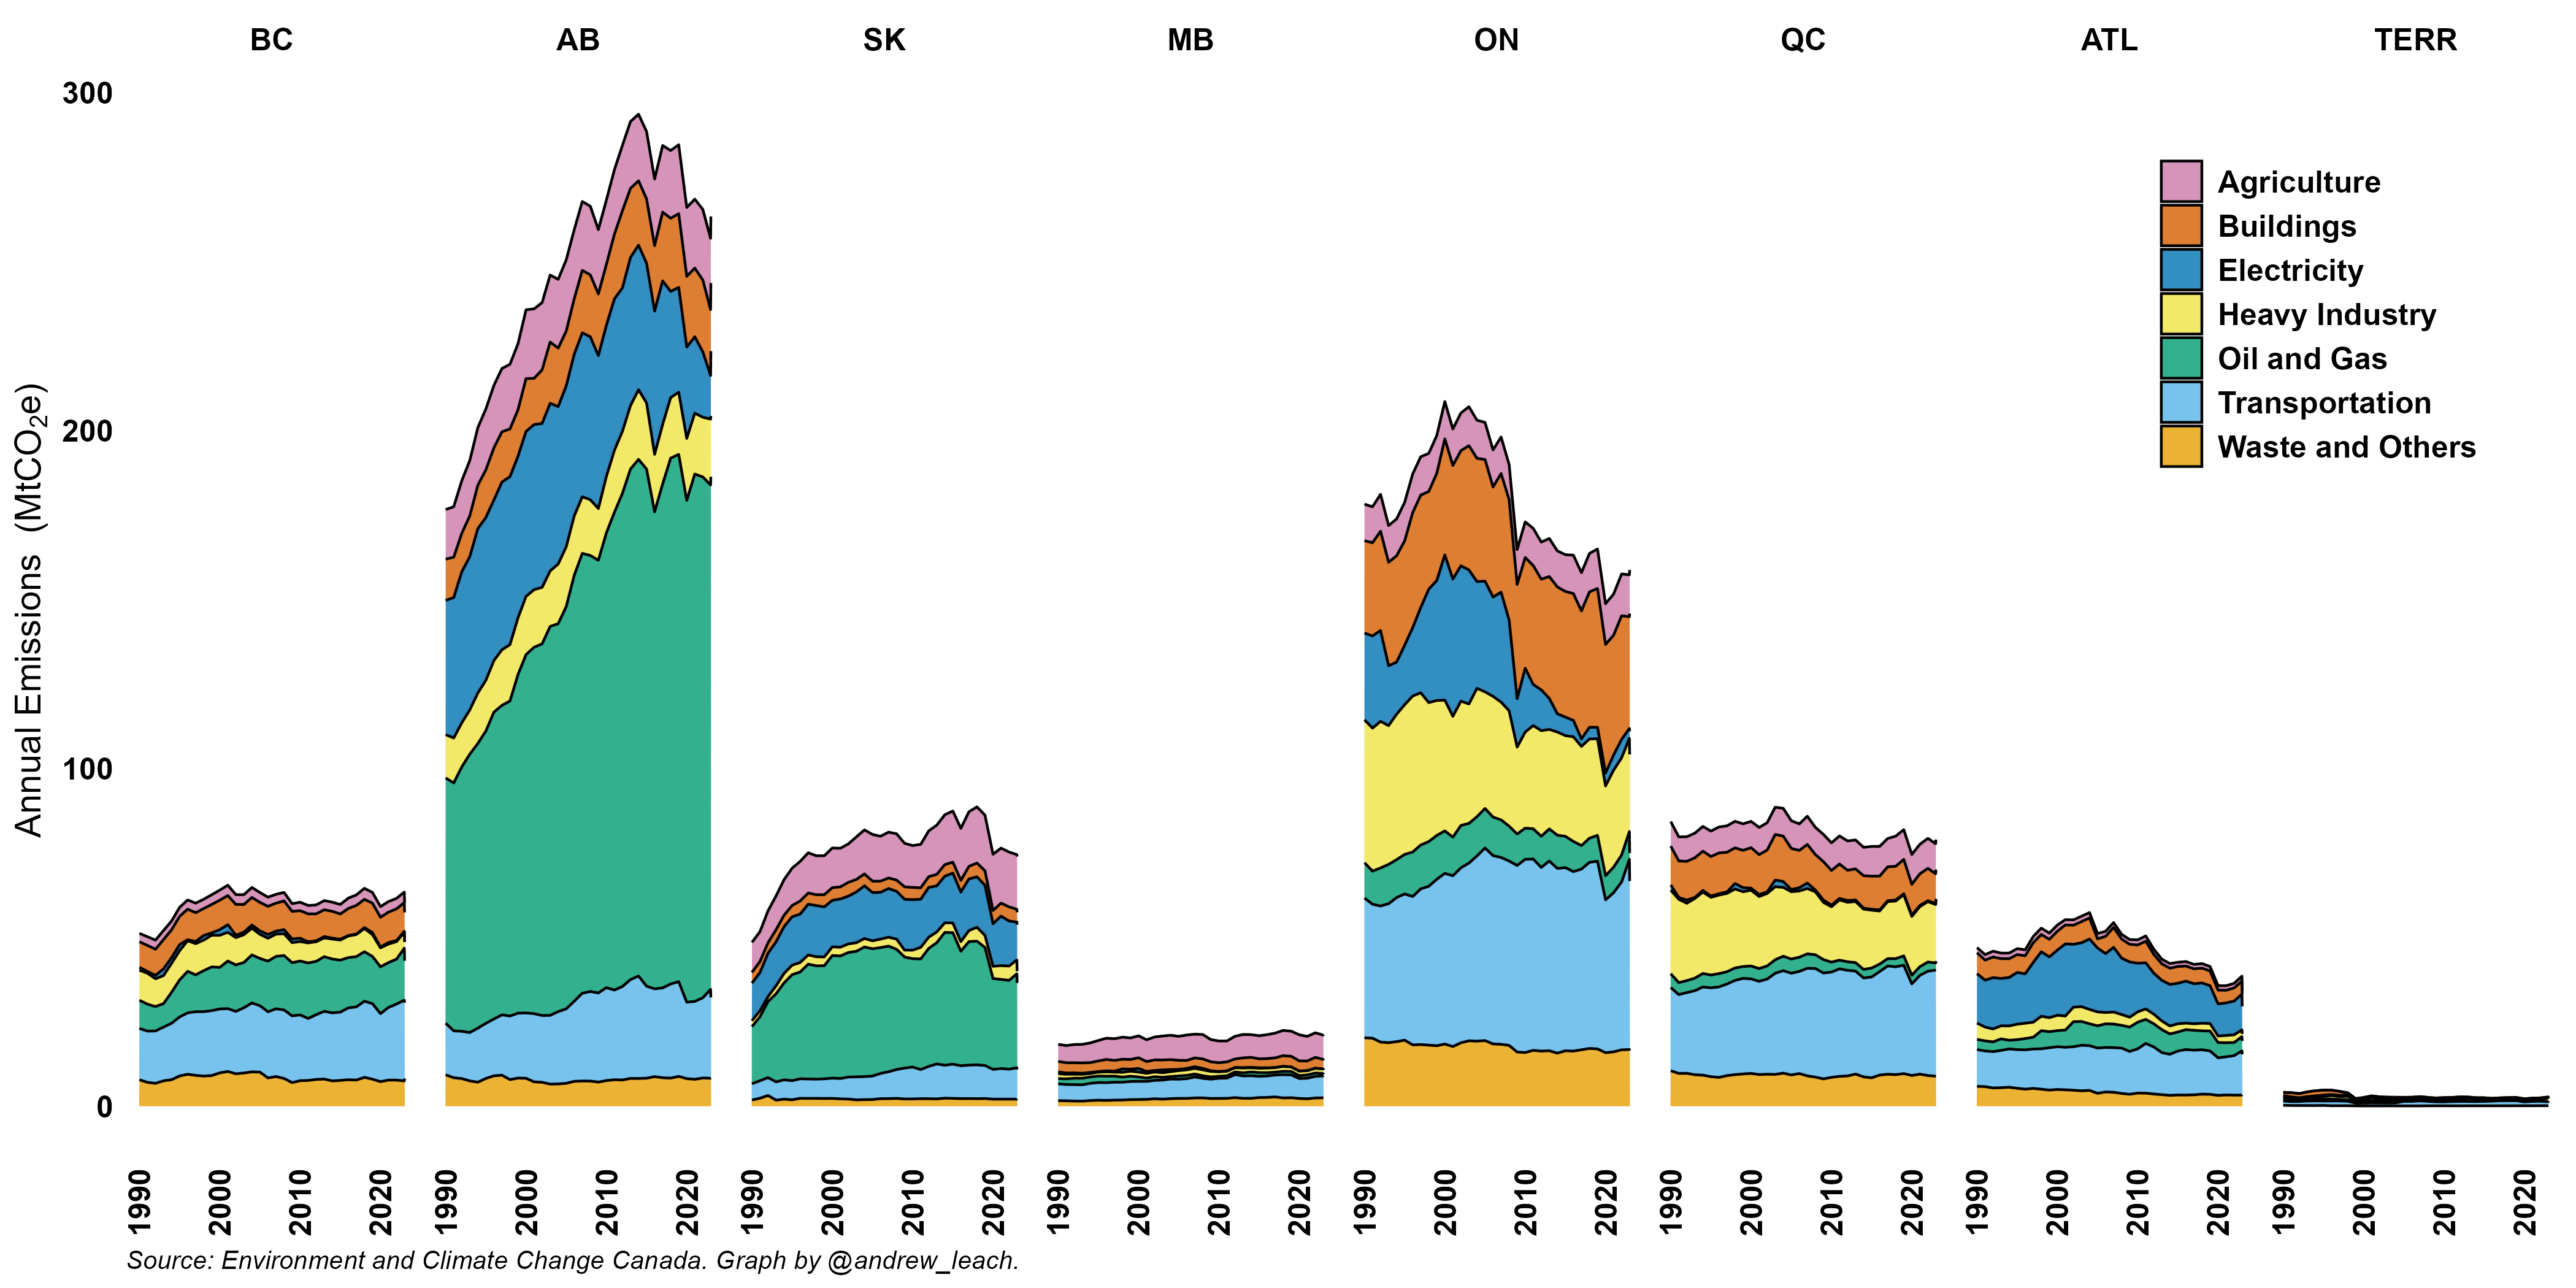 BC AB SK MB ON QC ATL TERR
300
200
100
0
Annual Emissions (MtCO₂e)
Agriculture
Buildings
Electricity
Heavy Industry
Oil and Gas
Transportation
Waste and Others
1990 2000 2010 2020 1990 2000 2010 2020 1990 2000 2010 2020 1990 2000 2010 2020 1990 2000 2010 2020 1990 2000 2010 2020 1990 2000 2010 2020 1990 2000 2010 2020
Source: Environment and Climate Change Canada. Graph by @andrew_leach.